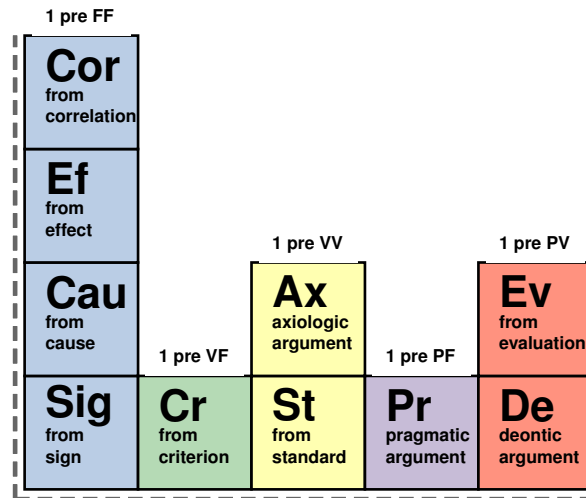 1 pre FF
Cor
from
correlation
Ef
from
effect
1 pre VV
1 pre PV
Cau
from
cause
Ax
axiologic
argument
Ev
from
evaluation
1 pre VF
1 pre PF
Sig
from
sign
Cr
from
criterion
St
from
standard
Pr
pragmatic
argument
De
deontic
argument